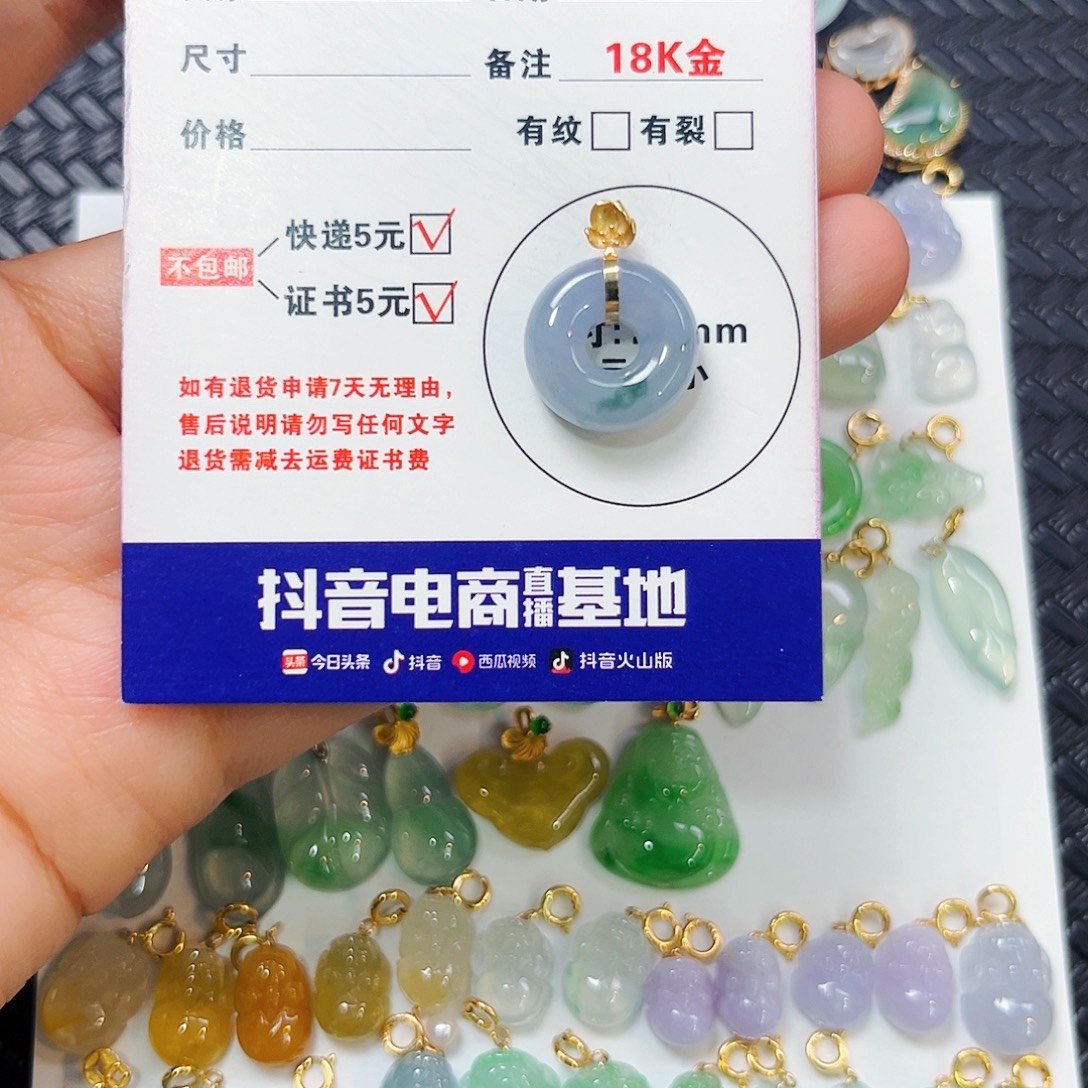 尺寸
备注 18K金
价格
有纹 有裂
不包邮
快递5元
证书5元
mm
如有退货申请7天无理由，
售后说明请勿写任何文字
退货需减去运费证书费
抖音电商直播基地
头条 今日头条 抖音 西瓜视频 抖音火山版